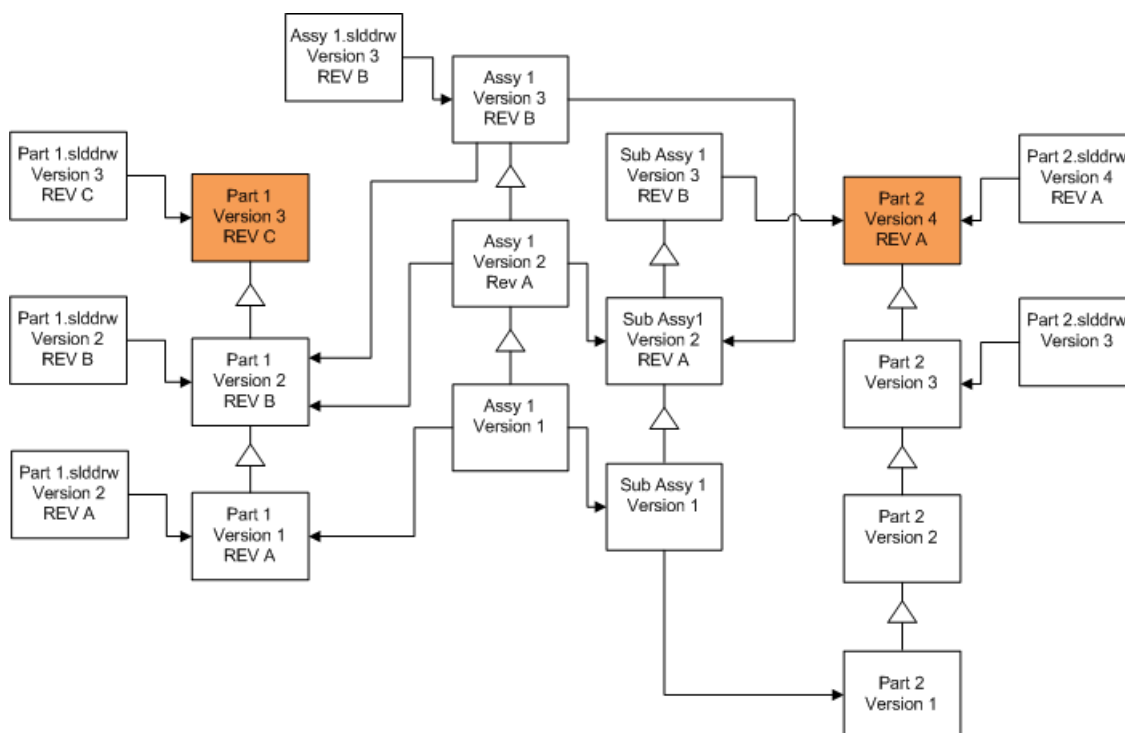 Assy 1.slddrw
Version 3
REV B
Assy 1
Version 3
REV B
Part 1.slddrw
Version 3
REV C
Part 1
Version 3
REV C
Sub Assy 1
Version 3
REV B
Part 2
Version 4
REV A
Part 2.slddrw
Version 4
REV A
Assy 1
Version 2
Rev A
Part 1.slddrw
Version 2
REV B
Part 1
Version 2
REV B
Sub Assy1
Version 2
REV A
Part 2
Version 3
Part 2.slddrw
Version 3
Assy 1
Version 1
Part 1.slddrw
Version 2
REV A
Part 1
Version 1
REV A
Sub Assy 1
Version 1
Part 2
Version 2
Part 2
Version 1